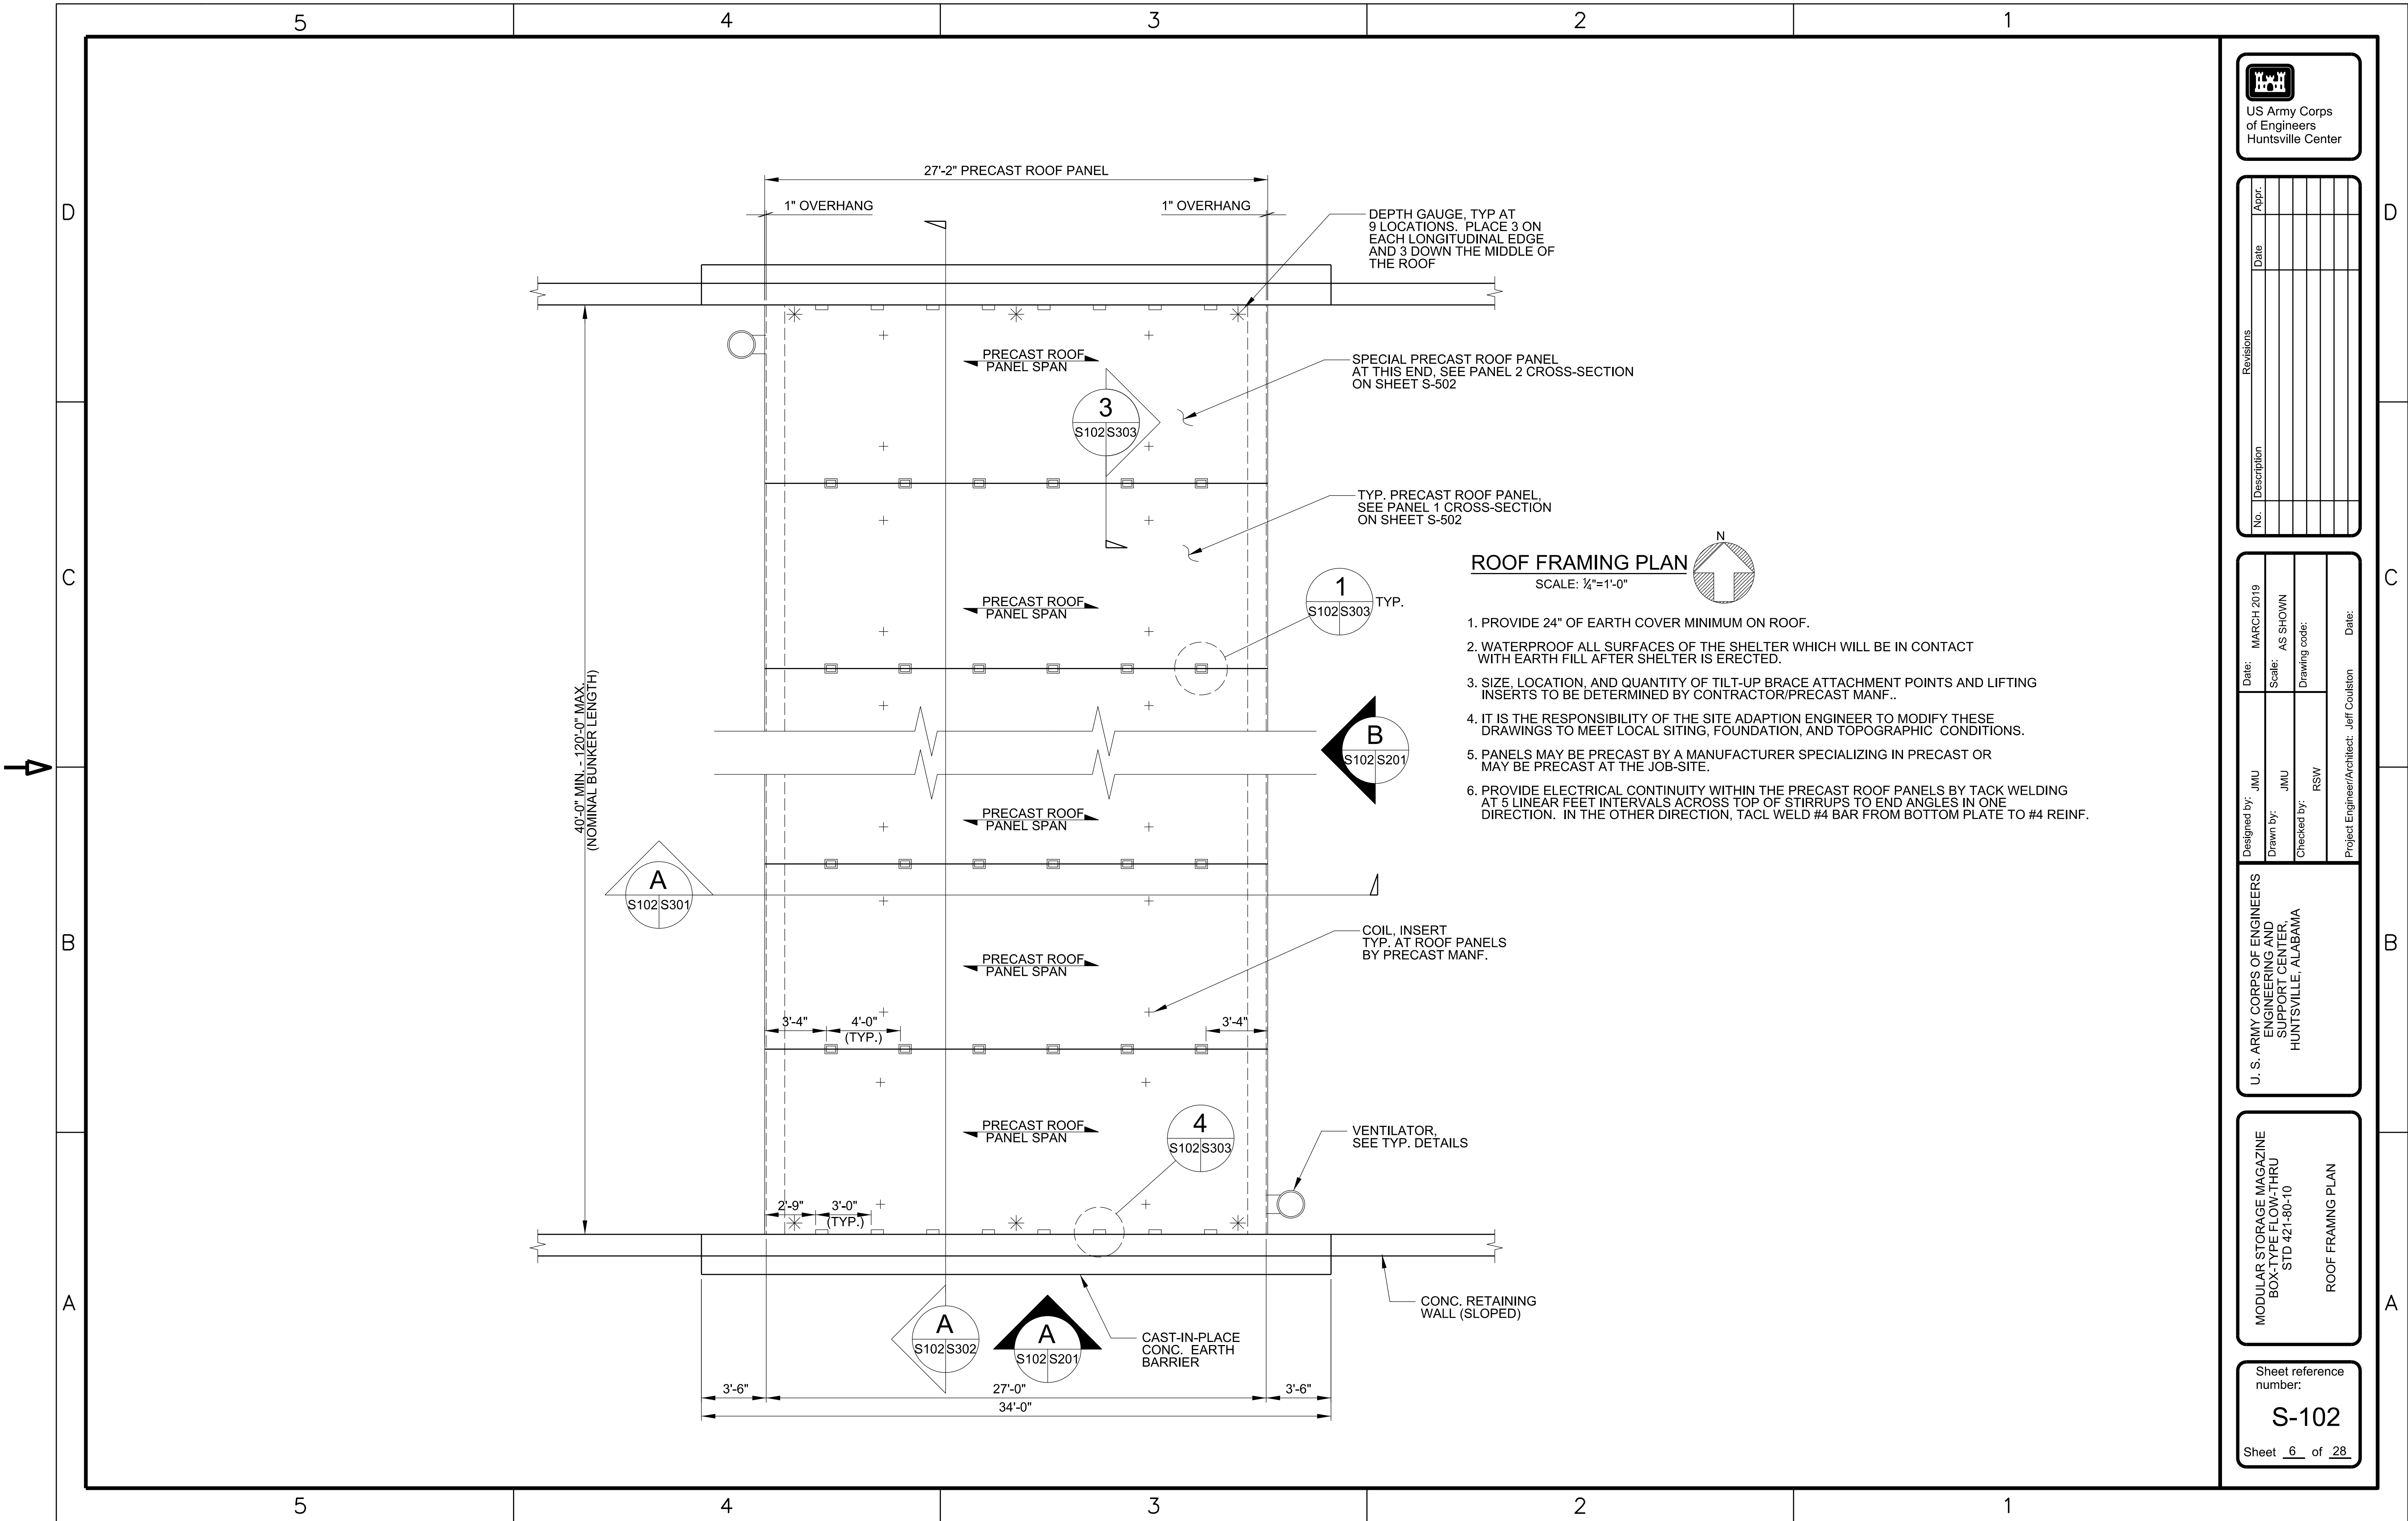 5 4 3 2 1
D
C
B
A
27'-2" PRECAST ROOF PANEL
1" OVERHANG
1" OVERHANG
DEPTH GAUGE, TYP AT
9 LOCATIONS. PLACE 3 ON
EACH LONGITUDINAL EDGE
AND 3 DOWN THE MIDDLE OF
THE ROOF
PRECAST ROOF
PANEL SPAN
SPECIAL PRECAST ROOF PANEL
AT THIS END, SEE PANEL 2 CROSS-SECTION
ON SHEET S-502
3
S102 S303
TYP. PRECAST ROOF PANEL,
SEE PANEL 1 CROSS-SECTION
ON SHEET S-502
PRECAST ROOF
PANEL SPAN
1
S102 S303
TYP.
40'-0" MIN. - 120'-0" MAX.
(NOMINAL BUNKER LENGTH)
B
S102 S201
PRECAST ROOF
PANEL SPAN
A
S102 S301
COIL, INSERT
TYP. AT ROOF PANELS
BY PRECAST MANF.
PRECAST ROOF
PANEL SPAN
3'-4"
4'-0"
(TYP.)
3'-4"
PRECAST ROOF
PANEL SPAN
4
S102 S303
VENTILATOR,
SEE TYP. DETAILS
2'-9"
3'-0"
(TYP.)
CONC. RETAINING
WALL (SLOPED)
A
S102 S302
A
S102 S201
CAST-IN-PLACE
CONC. EARTH
BARRIER
3'-6"
27'-0"
3'-6"
34'-0"
ROOF FRAMING PLAN
SCALE: ¼"=1'-0"
N
1. PROVIDE 24" OF EARTH COVER MINIMUM ON ROOF.
2. WATERPROOF ALL SURFACES OF THE SHELTER WHICH WILL BE IN CONTACT
WITH EARTH FILL AFTER SHELTER IS ERECTED.
3. SIZE, LOCATION, AND QUANTITY OF TILT-UP BRACE ATTACHMENT POINTS AND LIFTING
INSERTS TO BE DETERMINED BY CONTRACTOR/PRECAST MANF..
4. IT IS THE RESPONSIBILITY OF THE SITE ADAPTION ENGINEER TO MODIFY THESE
DRAWINGS TO MEET LOCAL SITING, FOUNDATION, AND TOPOGRAPHIC CONDITIONS.
5. PANELS MAY BE PRECAST BY A MANUFACTURER SPECIALIZING IN PRECAST OR
MAY BE PRECAST AT THE JOB-SITE.
6. PROVIDE ELECTRICAL CONTINUITY WITHIN THE PRECAST ROOF PANELS BY TACK WELDING
AT 5 LINEAR FEET INTERVALS ACROSS TOP OF STIRRUPS TO END ANGLES IN ONE
DIRECTION. IN THE OTHER DIRECTION, TACL WELD #4 BAR FROM BOTTOM PLATE TO #4 REINF.
US Army Corps
of Engineers
Huntsville Center
Revisions
No. Description Date Appr.
Designed by: JMU
Date: MARCH 2019
Drawn by: JMU
Scale: AS SHOWN
Checked by: RSW
Drawing code:
Project Engineer/Architect: Jeff Coulston Date:
U. S. ARMY CORPS OF ENGINEERS
ENGINEERING AND
SUPPORT CENTER,
HUNTSVILLE, ALABAMA
MODULAR STORAGE MAGAZINE
BOX-TYPE FLOW-THRU
STD 421-80-10
ROOF FRAMNG PLAN
Sheet reference
number:
S-102
Sheet 6 of 28
D
C
B
A
5 4 3 2 1